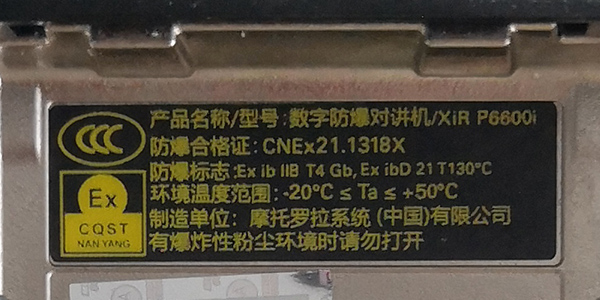 CCC
产品名称/型号:数字防爆对讲机/XiR P6600i
防爆合格证: CNEx21.1318X
防爆标志:Ex ib IIB T4 Gb, Ex ibD 21 T130°C
环境温度范围: -20°C ≤ Ta ≤ +50°C
制造单位: 摩托罗拉系统 (中国)有限公司
有爆炸性粉尘环境时请勿打开
Ex
CQST
NAN YANG